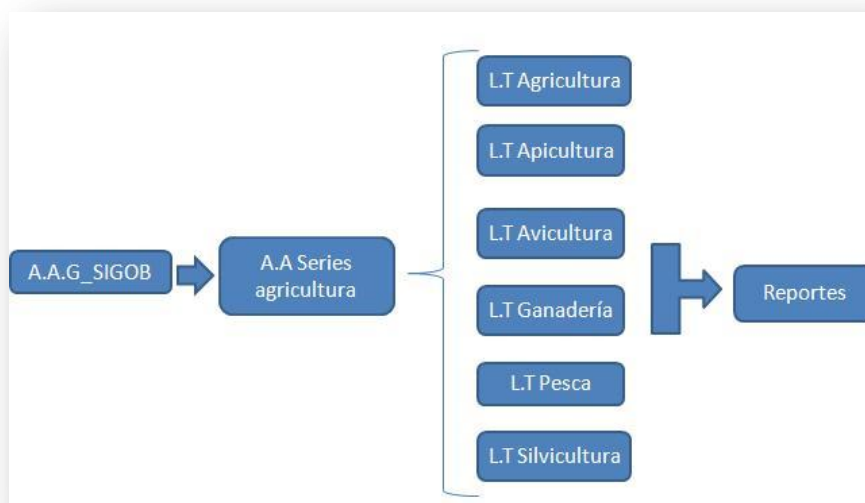 A.A.G_SIGOB
A.A Series
agricultura
L.T Agricultura
L.T Apicultura
L.T Avicultura
L.T Ganadería
L.T Pesca
L.T Silvicultura
Reportes